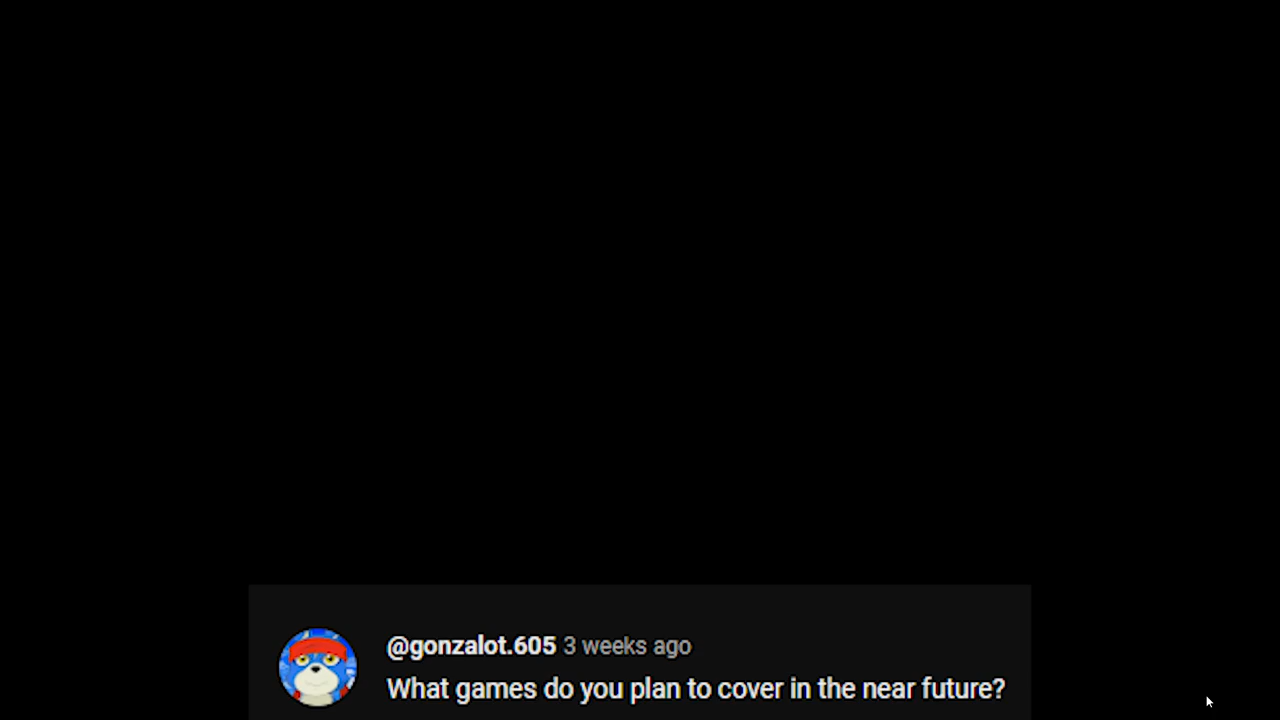 @gonzalot.605 3 weeks ago
What games do you plan to cover in the near future?